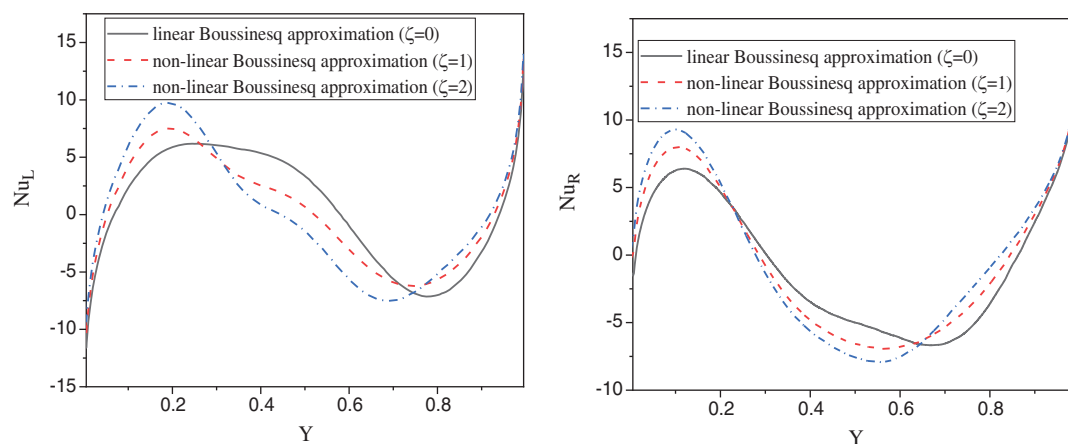 linear Boussinesq approximation (ζ=0)
non-linear Boussinesq approximation (ζ=1)
non-linear Boussinesq approximation (ζ=2)
15
10
5
0
-5
-10
-15
Nu_L
0.2
0.4
0.6
0.8
Y
linear Boussinesq approximation (ζ=0)
non-linear Boussinesq approximation (ζ=1)
non-linear Boussinesq approximation (ζ=2)
15
10
5
0
-5
-10
Nu_R
0.2
0.4
0.6
0.8
Y